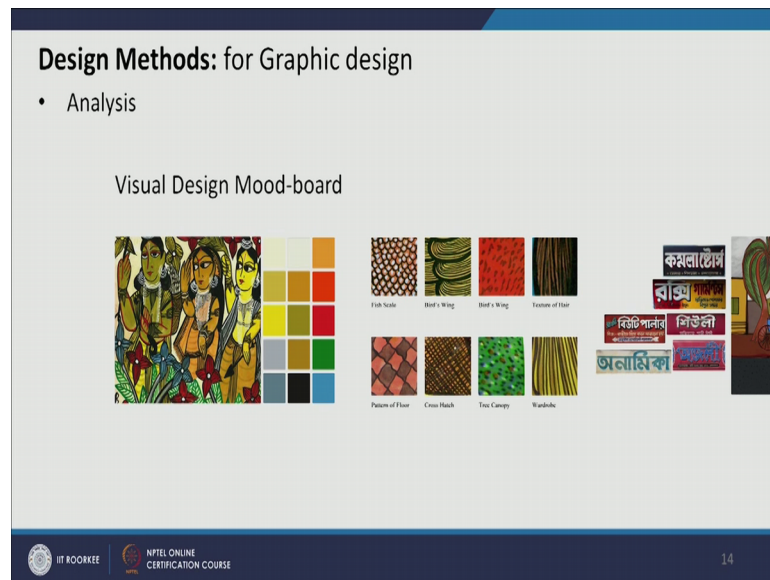 Design Methods: for Graphic design
• Analysis
Visual Design Mood-board
Fish Scale
Bird's Wing
Bird's Wing
Texture of Hair
Pattern of Floor
Cross Hatch
Tree Canopy
Wardrobe
কমলা ষ্টোর্স
রাক্স গার্মেন্টস
বিউটি পার্লার
শিউলী
অনামিকা
IIT ROORKEE
NPTEL ONLINE
CERTIFICATION COURSE
14